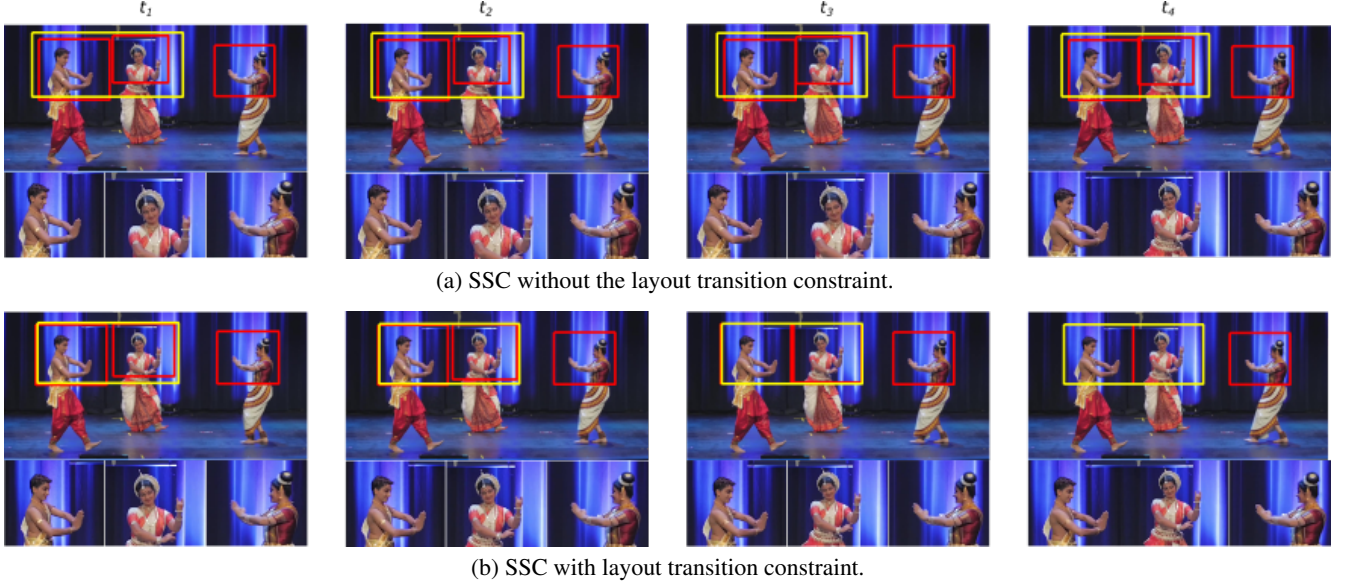 t₁ t₂ t₃ t₄
(a) SSC without the layout transition constraint.
(b) SSC with layout transition constraint.